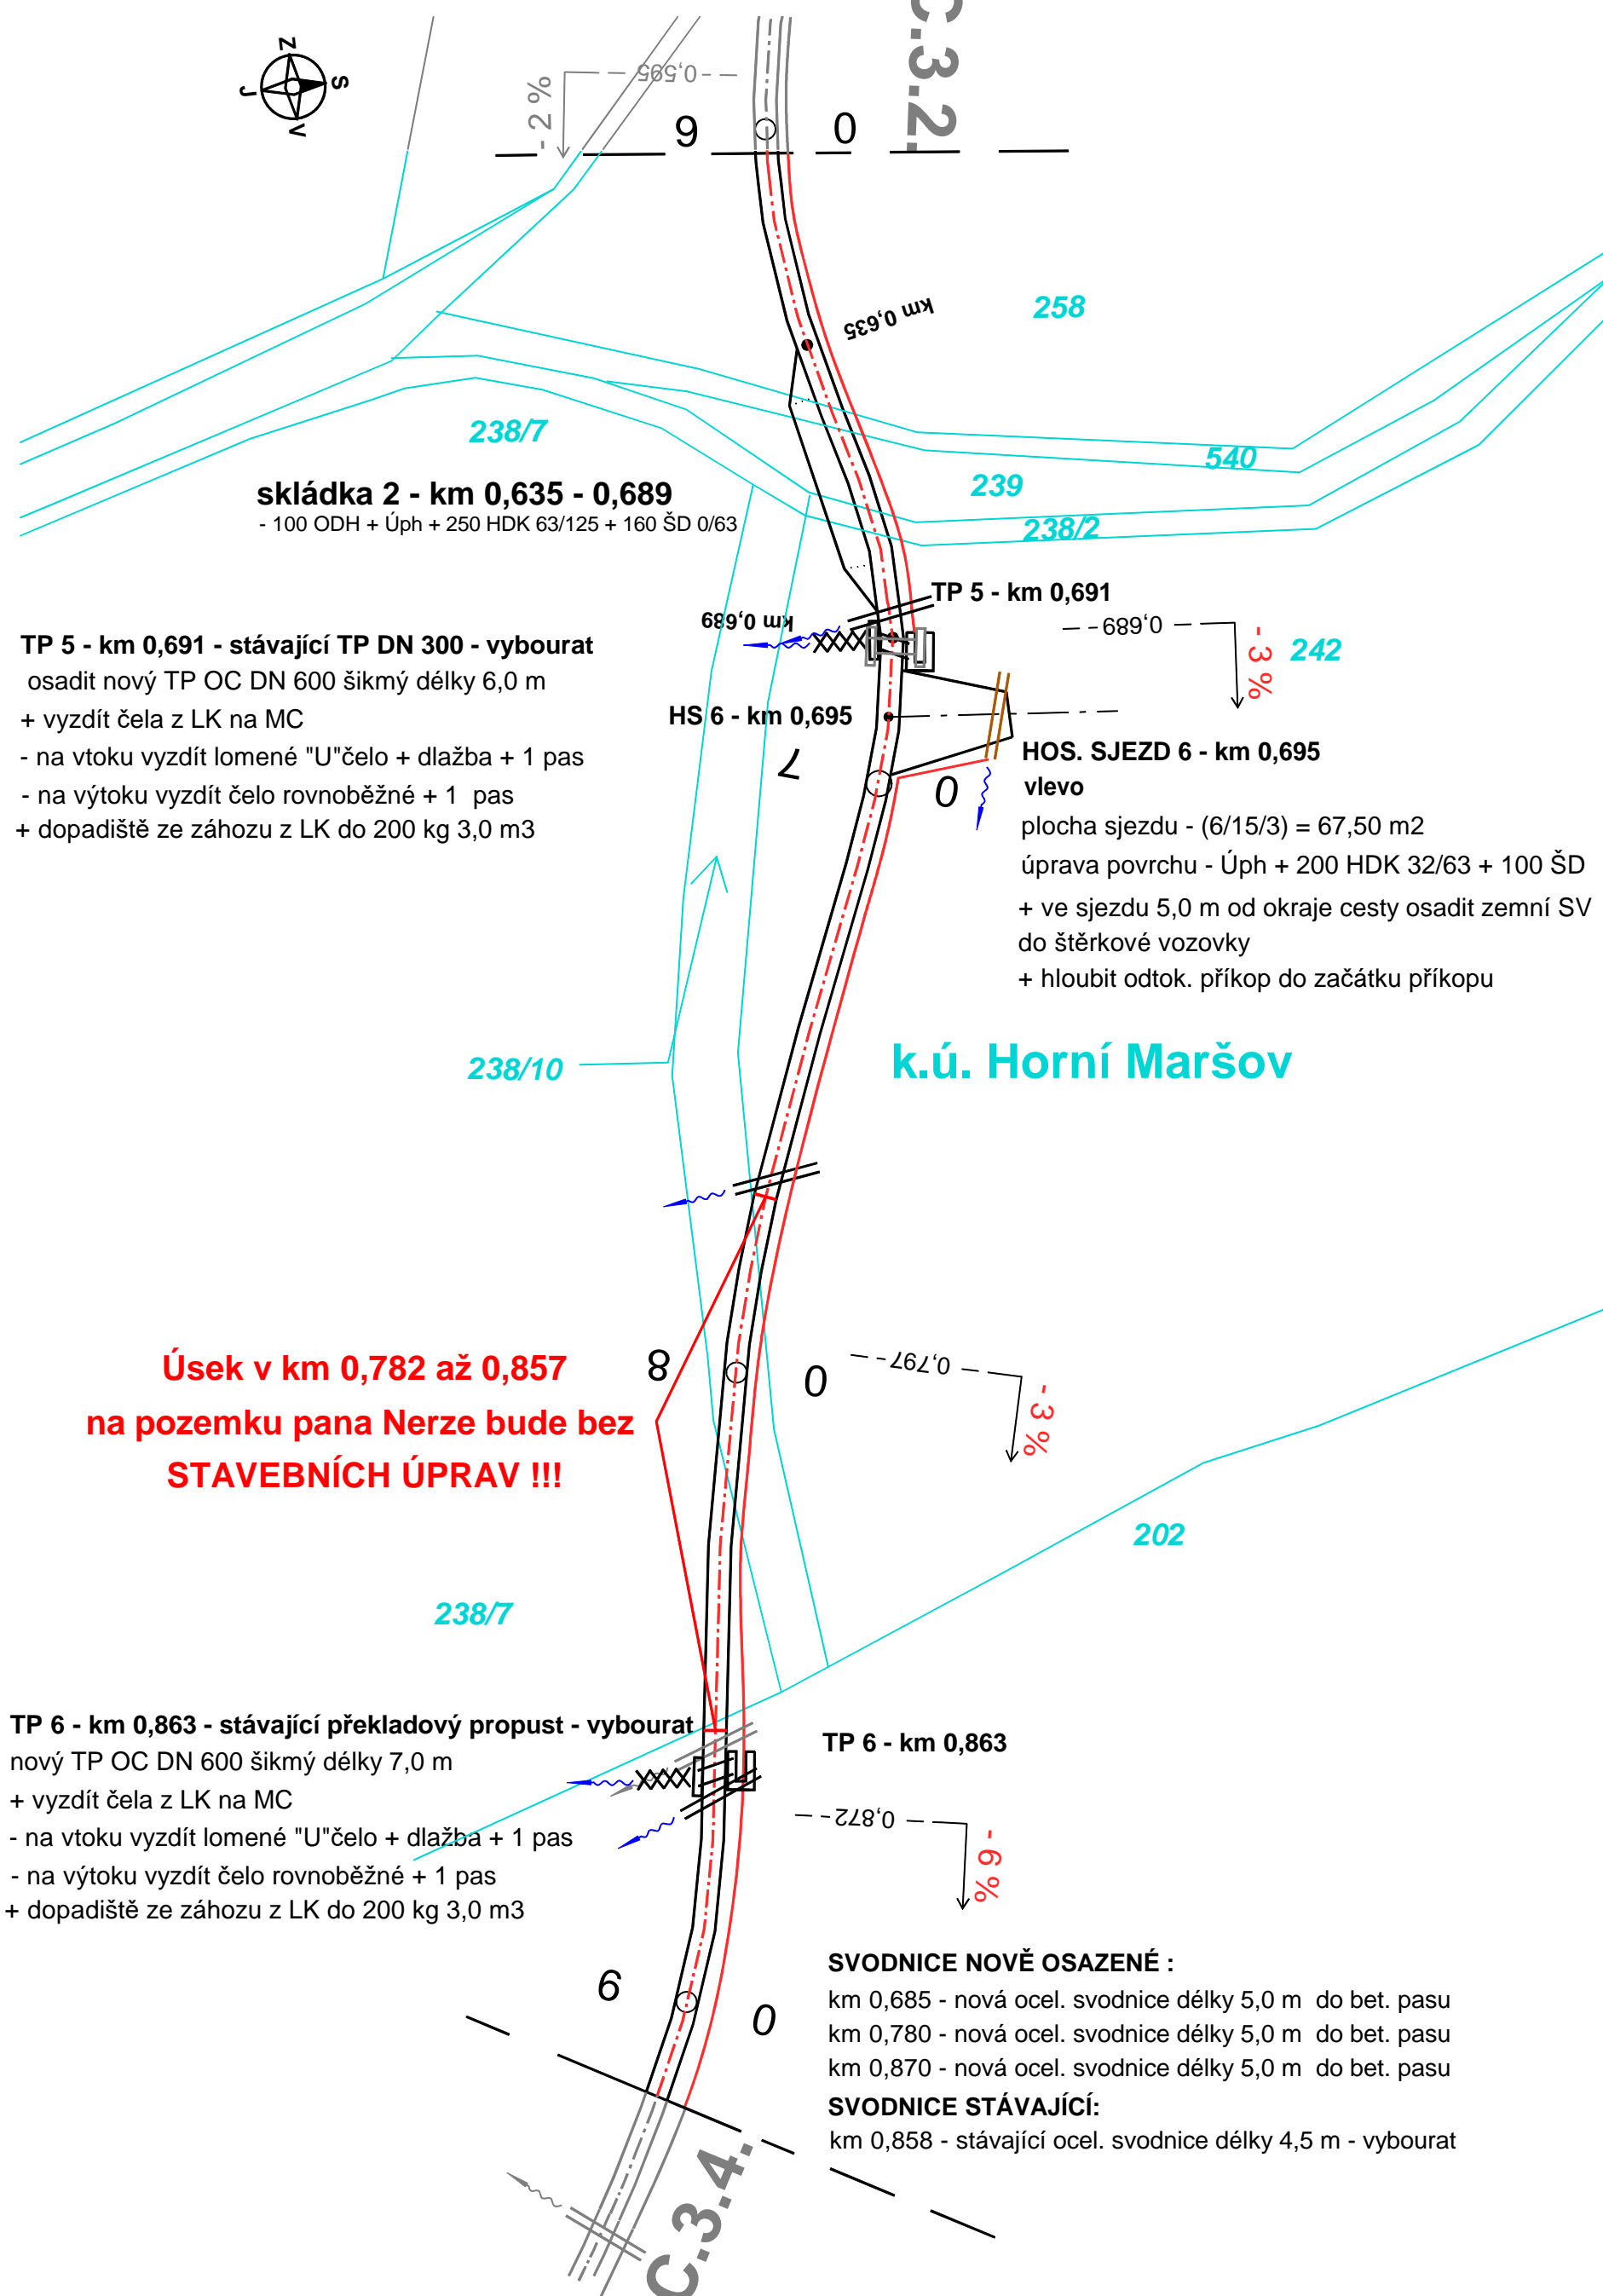 C.3.2.
Z
S
J
V
- 2 %
0,595
6
0
km 0,635
258
238/7
540
239
238/2
skládka 2 - km 0,635 - 0,689
- 100 ODH + Úph + 250 HDK 63/125 + 160 ŠD 0/63
TP 5 - km 0,691
km 0,689
0,689
- 3 %
242
TP 5 - km 0,691 - stávající TP DN 300 - vybourat
osadit nový TP OC DN 600 šikmý délky 6,0 m
+ vyzdít čela z LK na MC
- na vtoku vyzdít lomené "U"čelo + dlažba + 1 pas
- na výtoku vyzdít čelo rovnoběžné + 1 pas
+ dopadiště ze záhozu z LK do 200 kg 3,0 m3
HS 6 - km 0,695
7
0
HOS. SJEZD 6 - km 0,695
vlevo
plocha sjezdu - (6/15/3) = 67,50 m2
úprava povrchu - Úph + 200 HDK 32/63 + 100 ŠD
+ ve sjezdu 5,0 m od okraje cesty osadit zemní SV
do štěrkové vozovky
+ hloubit odtok. příkop do začátku příkopu
238/10
k.ú. Horní Maršov
Úsek v km 0,782 až 0,857
na pozemku pana Nerze bude bez
STAVEBNÍCH ÚPRAV !!!
8
0
0,797
- 3 %
202
238/7
TP 6 - km 0,863 - stávající překladový propust - vybourat
nový TP OC DN 600 šikmý délky 7,0 m
+ vyzdít čela z LK na MC
- na vtoku vyzdít lomené "U"čelo + dlažba + 1 pas
- na výtoku vyzdít čelo rovnoběžné + 1 pas
+ dopadiště ze záhozu z LK do 200 kg 3,0 m3
TP 6 - km 0,863
0,872
- 6 %
9
0
SVODNICE NOVĚ OSAZENÉ :
km 0,685 - nová ocel. svodnice délky 5,0 m do bet. pasu
km 0,780 - nová ocel. svodnice délky 5,0 m do bet. pasu
km 0,870 - nová ocel. svodnice délky 5,0 m do bet. pasu
SVODNICE STÁVAJÍCÍ:
km 0,858 - stávající ocel. svodnice délky 4,5 m - vybourat
C.3.4.